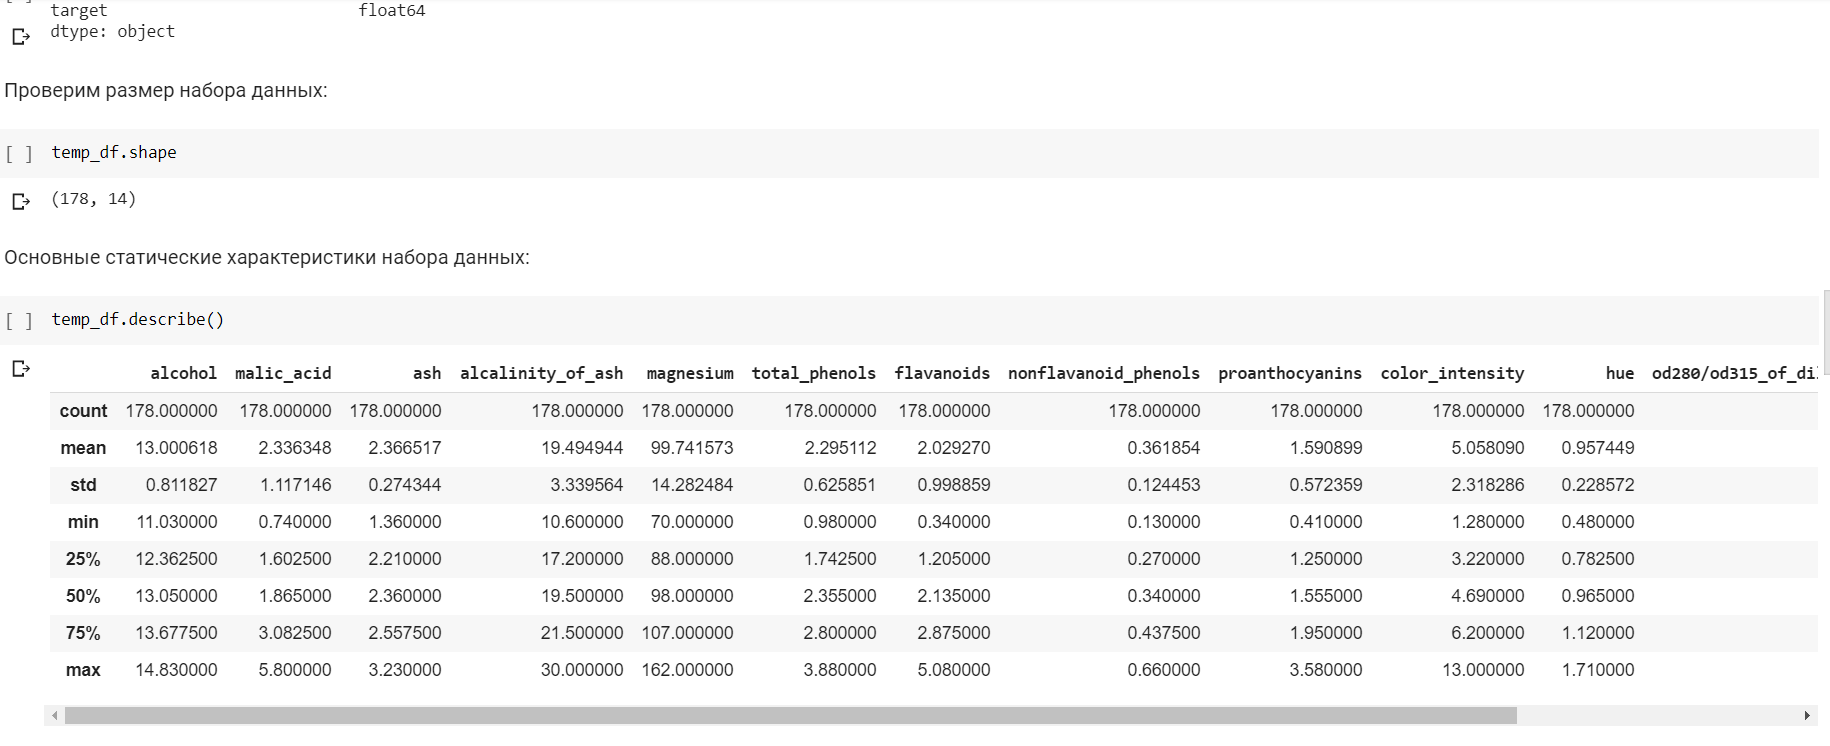 target float64
dtype: object
Проверим размер набора данных:
[ ] temp_df.shape
(178, 14)
Основные статические характеристики набора данных:
[ ] temp_df.describe()
alcohol malic_acid ash alcalinity_of_ash magnesium total_phenols flavanoids nonflavanoid_phenols proanthocyanins color_intensity hue od280/od315_of_di
count 178.000000 178.000000 178.000000 178.000000 178.000000 178.000000 178.000000 178.000000 178.000000 178.000000 178.000000
mean 13.000618 2.336348 2.366517 19.494944 99.741573 2.295112 2.029270 0.361854 1.590899 5.058090 0.957449
std 0.811827 1.117146 0.274344 3.339564 14.282484 0.625851 0.998859 0.124453 0.572359 2.318286 0.228572
min 11.030000 0.740000 1.360000 10.600000 70.000000 0.980000 0.340000 0.130000 0.410000 1.280000 0.480000
25% 12.362500 1.602500 2.210000 17.200000 88.000000 1.742500 1.205000 0.270000 1.250000 3.220000 0.782500
50% 13.050000 1.865000 2.360000 19.500000 98.000000 2.355000 2.135000 0.340000 1.555000 4.690000 0.965000
75% 13.677500 3.082500 2.557500 21.500000 107.000000 2.800000 2.875000 0.437500 1.950000 6.200000 1.120000
max 14.830000 5.800000 3.230000 30.000000 162.000000 3.880000 5.080000 0.660000 3.580000 13.000000 1.710000